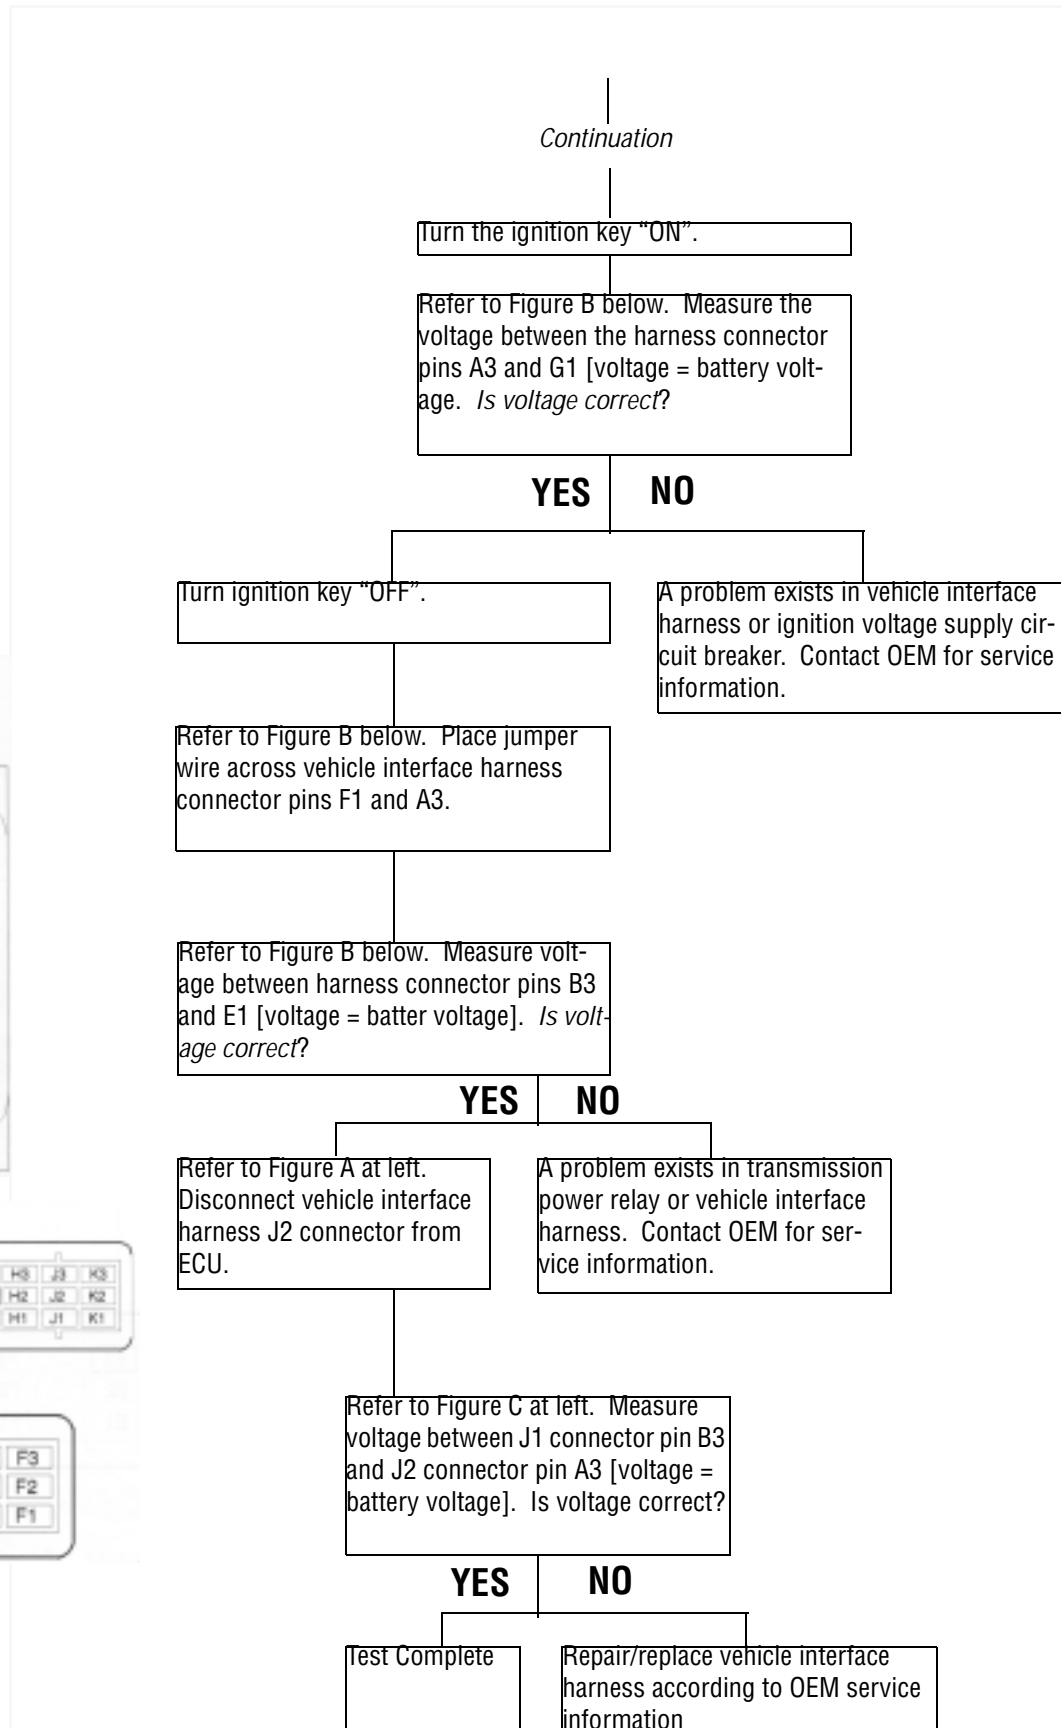 Continuation
Turn the ignition key “ON”.
Refer to Figure B below.  Measure the
voltage between the harness connector
pins A3 and G1 [voltage = battery volt-
age.  Is voltage correct?
YES NO
Turn ignition key “OFF”.
A problem exists in vehicle interface
harness or ignition voltage supply cir-
cuit breaker.  Contact OEM for service
information.
Refer to Figure B below.  Place jumper
wire across vehicle interface harness
connector pins F1 and A3.
Refer to Figure B below.  Measure volt-
age between harness connector pins B3
and E1 [voltage = batter voltage].  Is volt-
age correct?
YES NO
Refer to Figure A at left.
Disconnect vehicle interface
harness J2 connector from
ECU.
A problem exists in transmission
power relay or vehicle interface
harness.  Contact OEM for ser-
vice information.
H3 J3 K3
H2 J2 K2
H1 J1 K1
Refer to Figure C at left.  Measure
voltage between J1 connector pin B3
and J2 connector pin A3 [voltage =
battery voltage].  Is voltage correct?
F3
F2
F1
YES NO
Test Complete
Repair/replace vehicle interface
harness according to OEM service
information